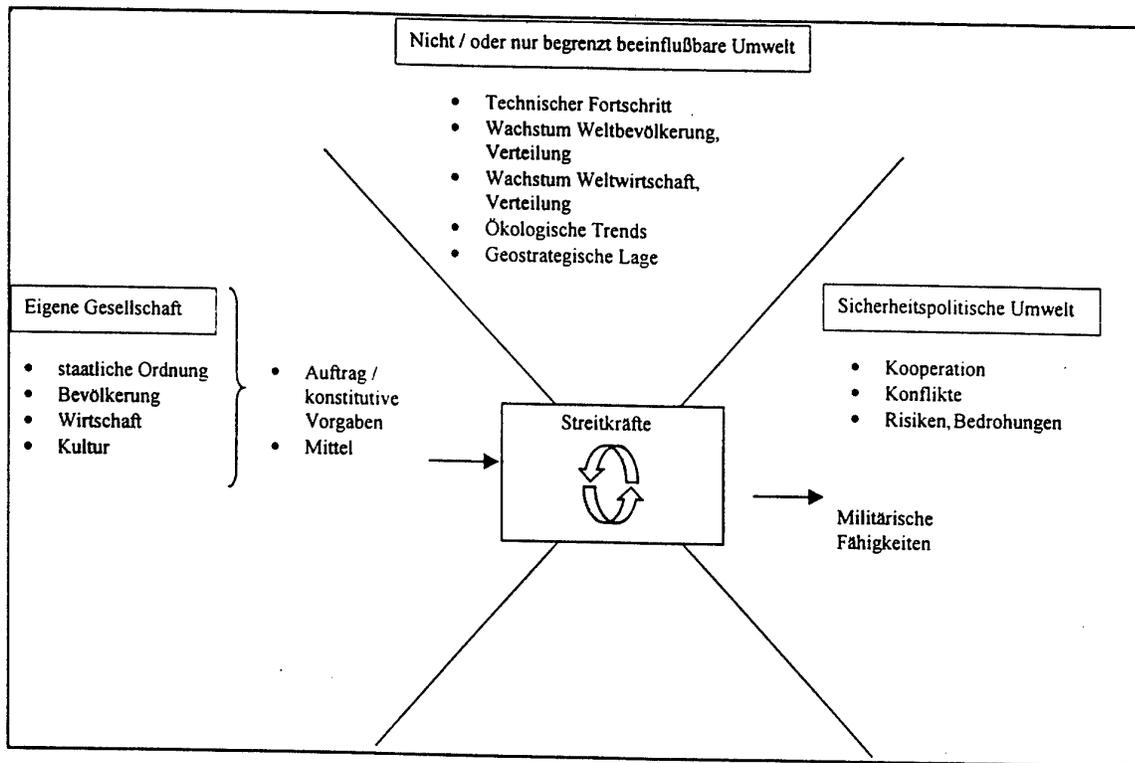 Nicht / oder nur begrenzt beeinflußbare Umwelt
• Technischer Fortschritt
• Wachstum Weltbevölkerung,
Verteilung
• Wachstum Weltwirtschaft,
Verteilung
• Ökologische Trends
• Geostrategische Lage
Eigene Gesellschaft
• staatliche Ordnung
• Bevölkerung
• Wirtschaft
• Kultur
• Auftrag /
konstitutive
Vorgaben
• Mittel
Streitkräfte
Sicherheitspolitische Umwelt
• Kooperation
• Konflikte
• Risiken, Bedrohungen
Militärische
Fähigkeiten